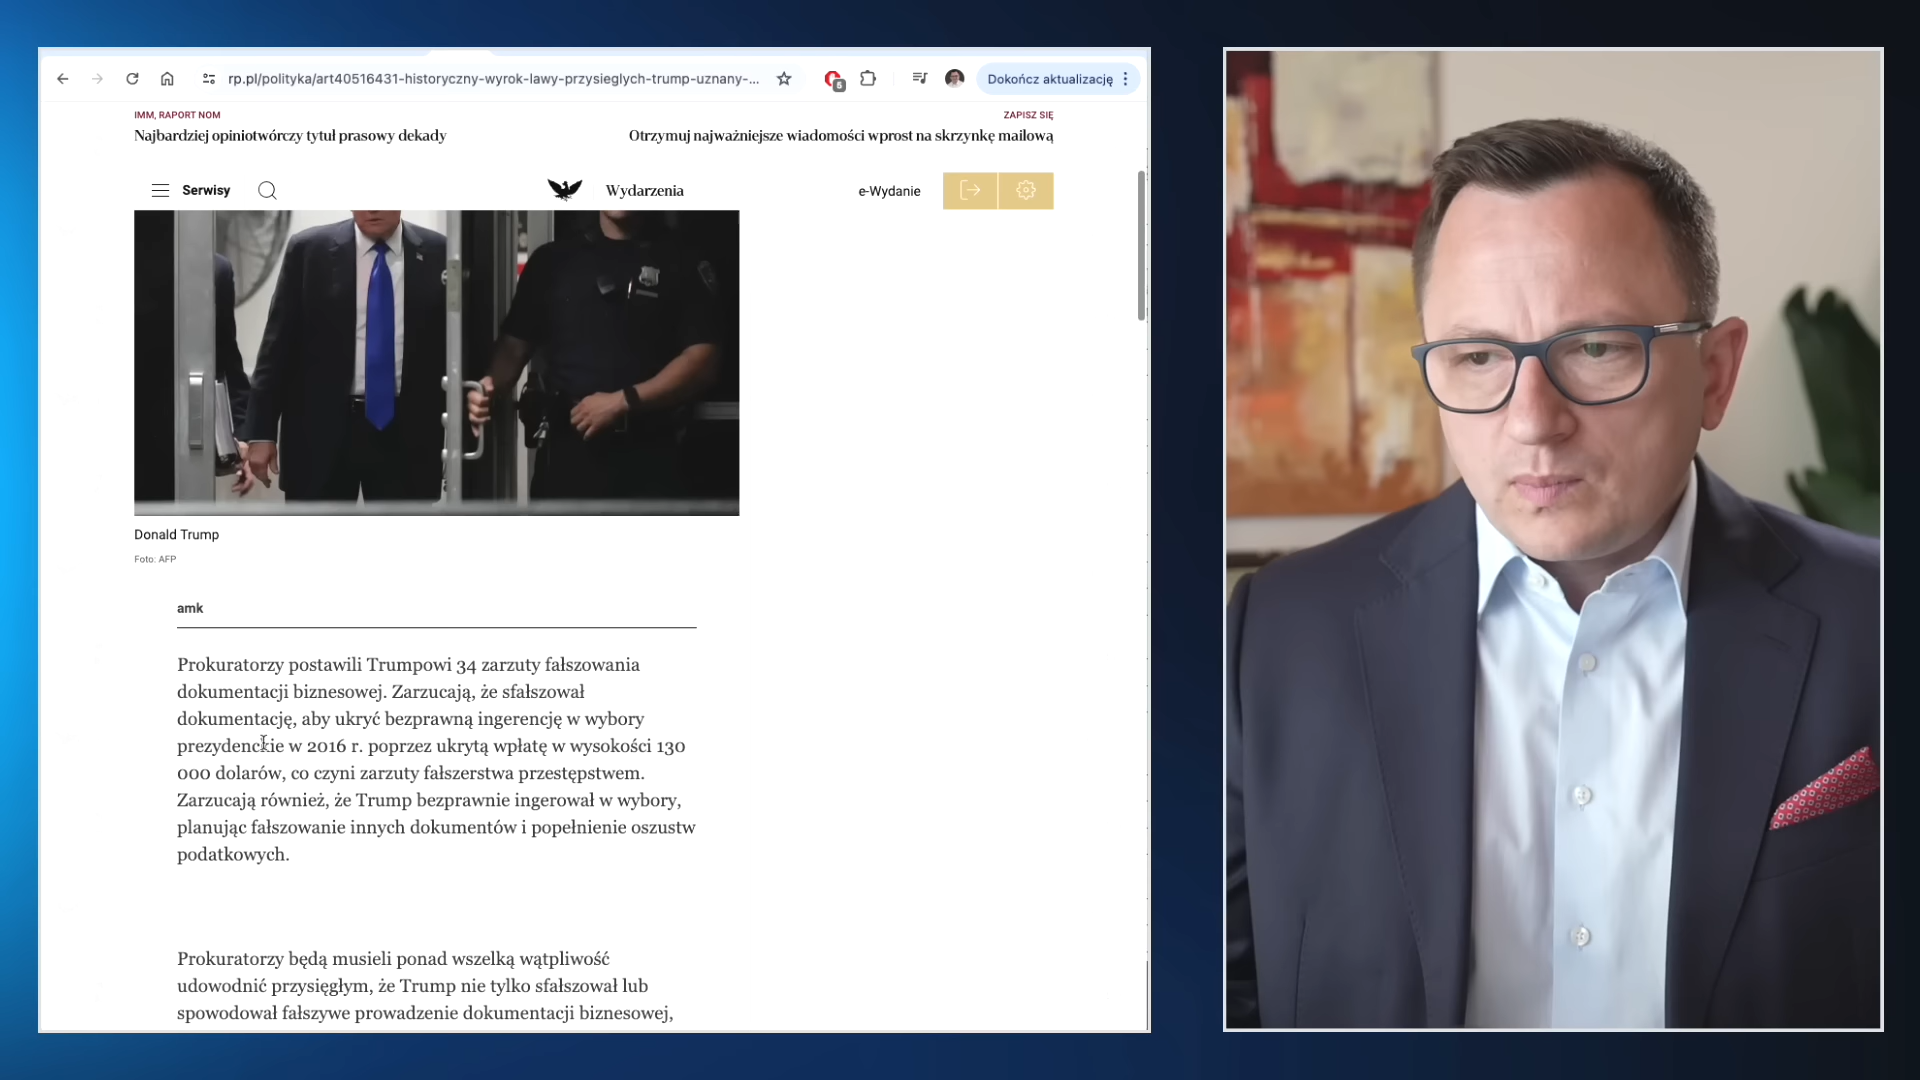 rp.pl/polityka/art40516431-historyczny-wyrok-lawy-przysieglych-trump-uznany-...
6
Dokończ aktualizację
IMM, RAPORT NOM
ZAPISZ SIĘ
Najbardziej opiniotwórczy tytuł prasowy dekady
Otrzymuj najważniejsze wiadomości wprost na skrzynkę mailową
Serwisy
Wydarzenia
e-Wydanie
Donald Trump
Foto: AFP
amk
Prokuratorzy postawili Trumpowi 34 zarzuty fałszowania
dokumentacji biznesowej. Zarzucają, że sfałszował
dokumentację, aby ukryć bezprawną ingerencję w wybory
prezydenckie w 2016 r. poprzez ukrytą wpłatę w wysokości 130
000 dolarów, co czyni zarzuty fałszerstwa przestępstwem.
Zarzucają również, że Trump bezprawnie ingerował w wybory,
planując fałszowanie innych dokumentów i popełnienie oszustw
podatkowych.
Prokuratorzy będą musieli ponad wszelką wątpliwość
udowodnić przysięgłym, że Trump nie tylko sfałszował lub
spowodował fałszywe prowadzenie dokumentacji biznesowej,